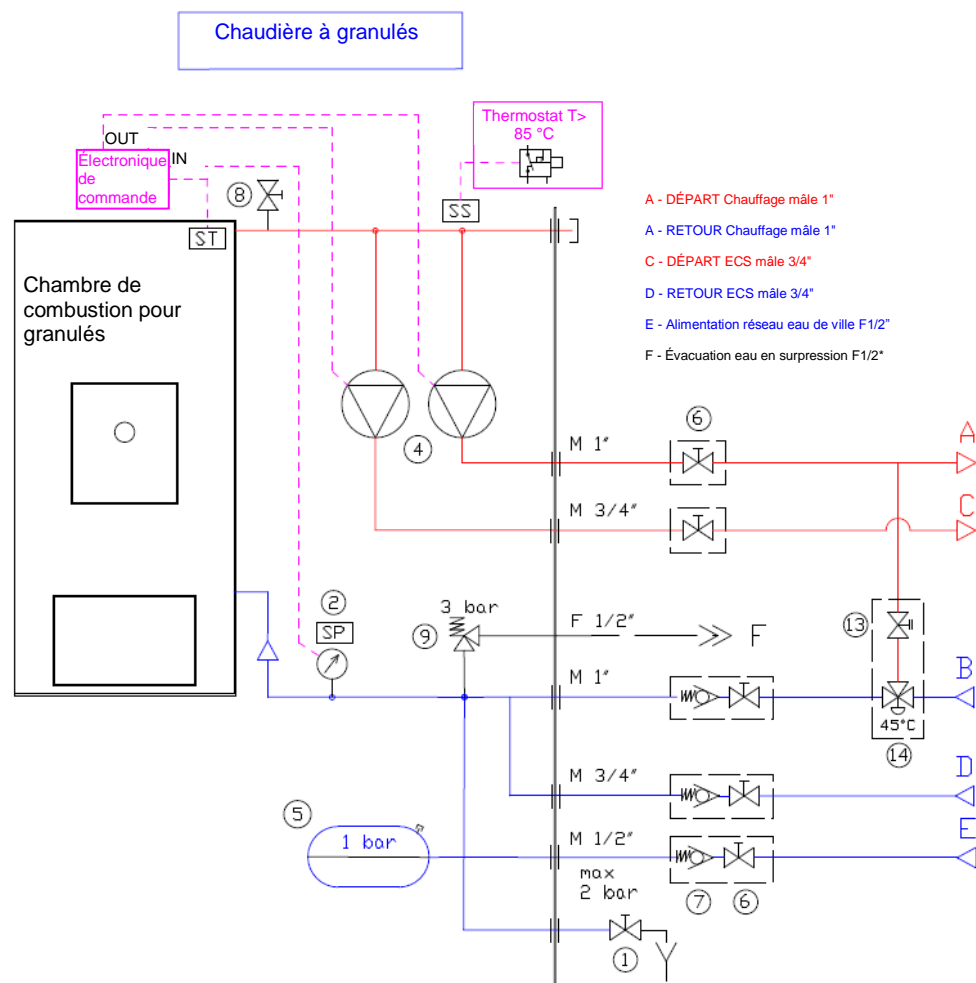 Chaudière à granulés
Thermostat T>
85 °C
OUT
IN
Électronique
de
commande
8
SS
ST
A - DÉPART Chauffage mâle 1"
A - RETOUR Chauffage mâle 1"
C - DÉPART ECS mâle 3/4"
D - RETOUR ECS mâle 3/4"
E - Alimentation réseau eau de ville F1/2"
F - Évacuation eau en surpression F1/2*
Chambre de
combustion pour
granulés
4
6
M 1"
A
M 3/4"
C
2
SP
3 bar
9
F 1/2"
F
13
M 1"
B
45°C
14
M 3/4"
D
5
1 bar
M 1/2"
E
max
2 bar
7
6
1